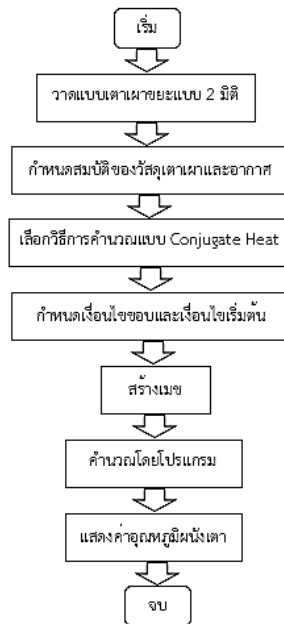 เริ่ม
วาดแบบเตาเผาขยะแบบ 2 มิติ
กำหนดสมบัติของวัสดุเตาเผาและอากาศ
เลือกวิธีการคำนวณแบบ Conjugate Heat
กำหนดเงื่อนไขขอบและเงื่อนไขเริ่มต้น
สร้างเมช
คำนวณโดยโปรแกรม
แสดงค่าอุณหภูมิผนังเตา
จบ